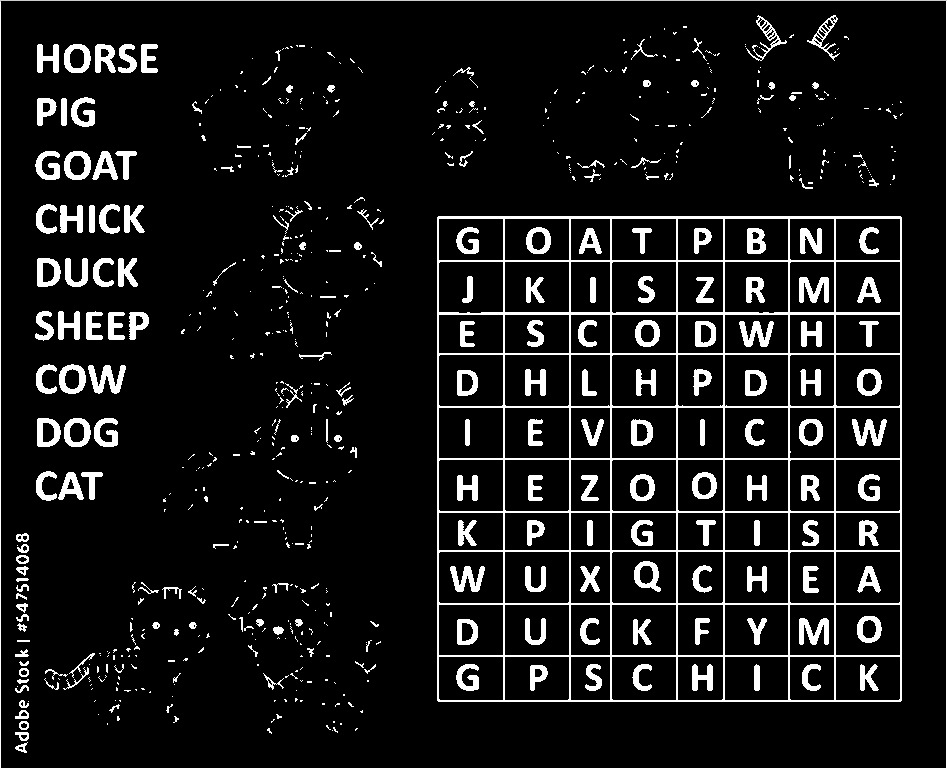 HORSE
PIG
GOAT
CHICK
DUCK
SHEEP
COW
DOG
CAT
G O A T P B N C
J K I S Z R M A
E S C O D W H T
D H L H P D H O
I E V D I C O W
H E Z O O H R G
K P I G T I S R
W U X Q C H E A
D U C K F Y M O
G P S C H I C K
Adobe Stock | #547514068